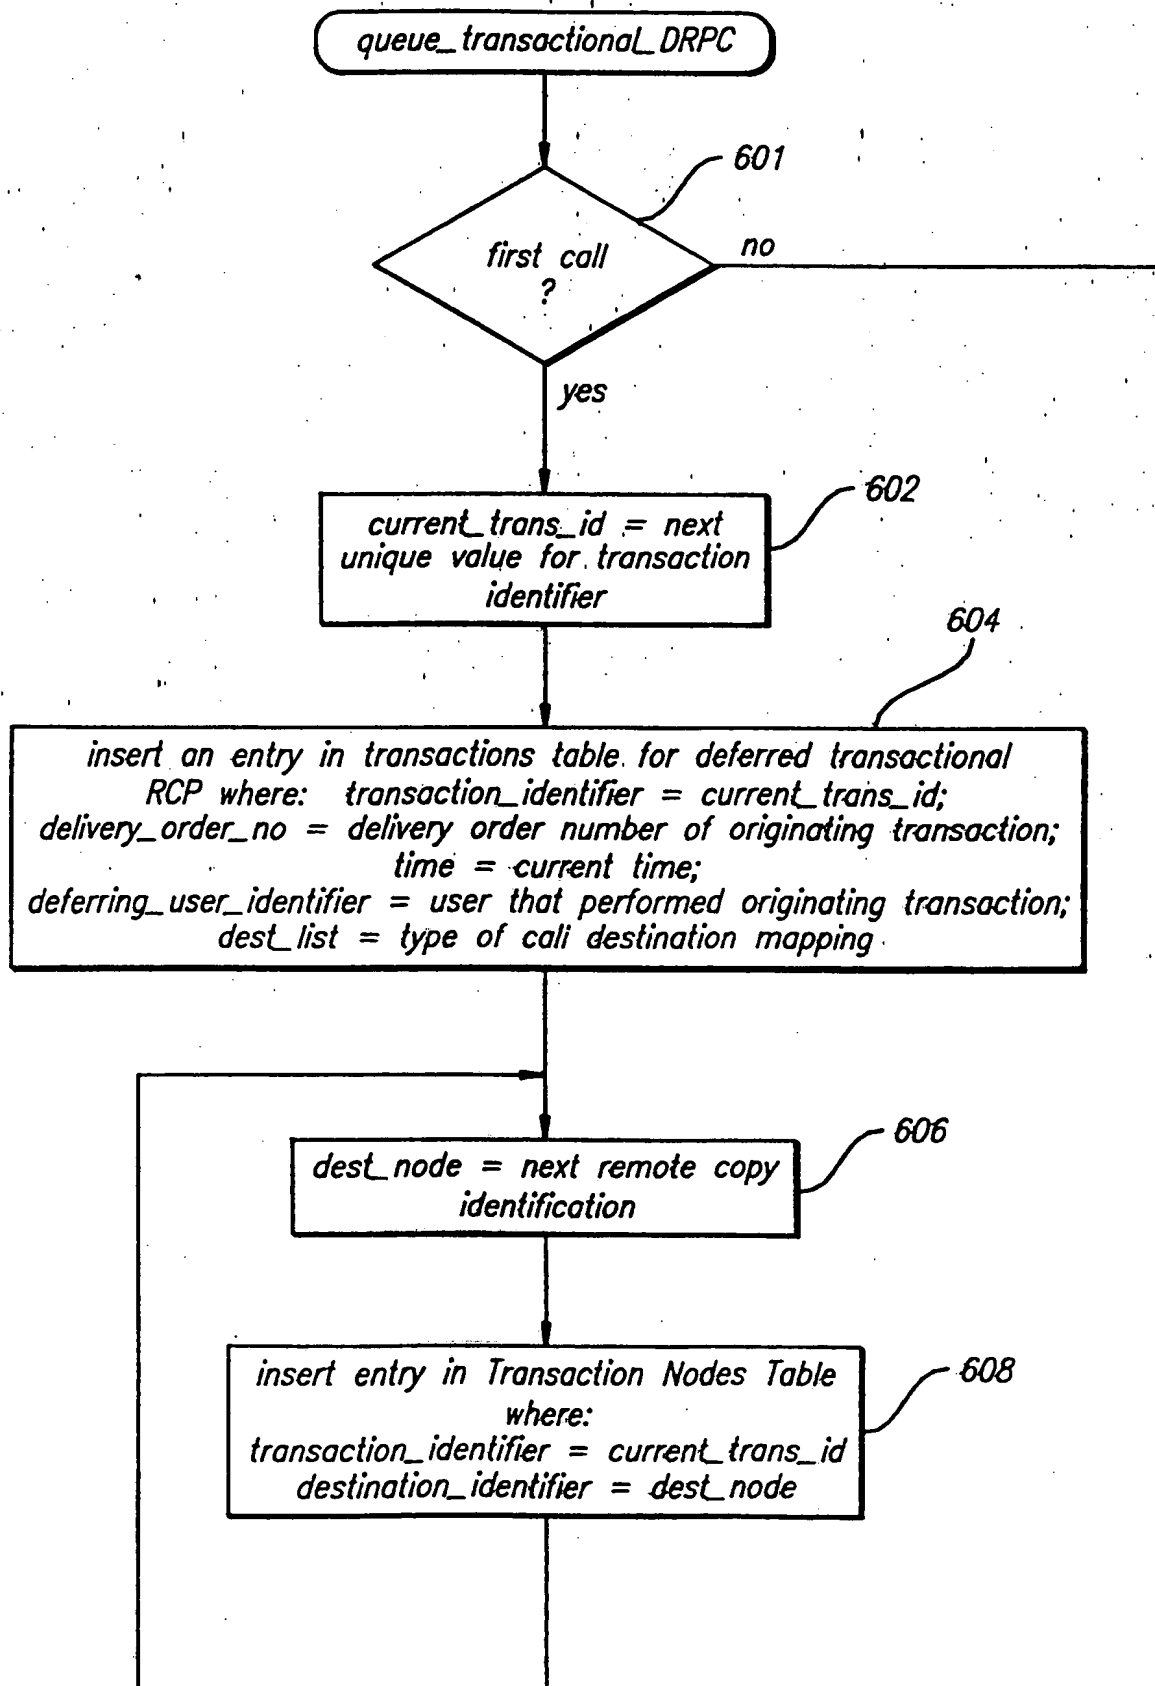 queue_transactional_DRPC
601
first call
?
no
yes
602
current_trans_id = next
unique value for transaction
identifier
604
insert an entry in transactions table for deferred transactional
RCP where: transaction_identifier = current_trans_id;
delivery_order_no = delivery order number of originating transaction;
time = current time;
deferring_user_identifier = user that performed originating transaction;
dest_list = type of cali destination mapping
606
dest_node = next remote copy
identification
608
insert entry in Transaction Nodes Table
where:
transaction_identifier = current_trans_id
destination_identifier = dest_node